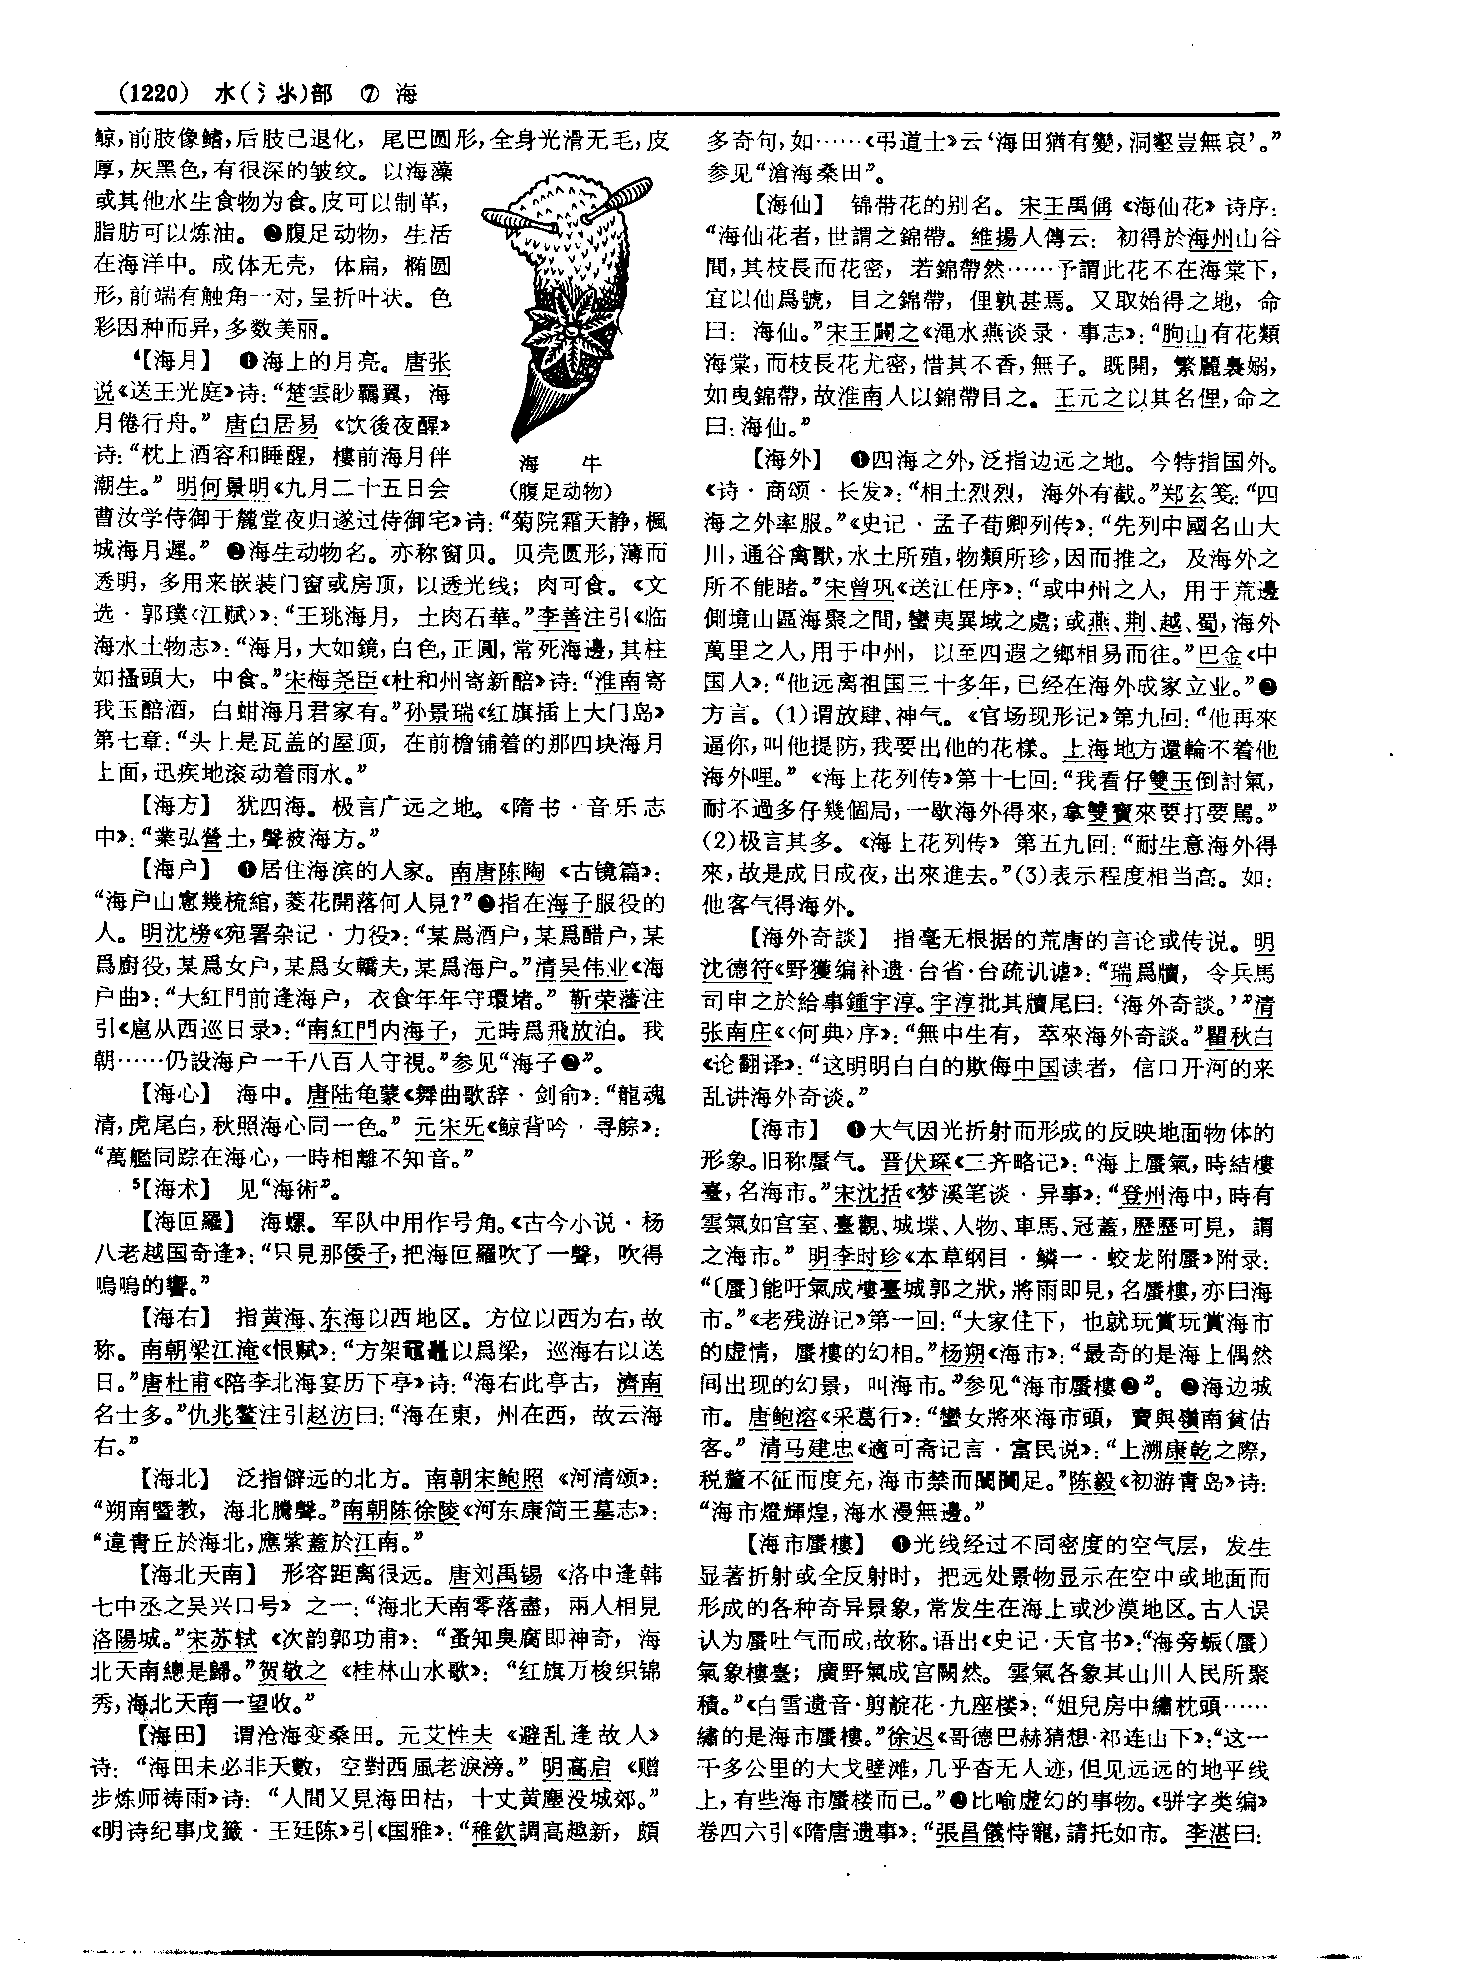 （1220） 水(氵氺)部 ⑦ 海
鲸，前肢像鳍，后肢已退化， 尾巴圆形，全身光滑无毛，皮
厚，灰黑色，有很深的皱纹。 以海藻
或其他水生食物为食。皮可以制革，
脂肪可以炼油。 ❷腹足动物， 生活
在海洋中。 成体无壳， 体扁， 椭圆
形，前端有触角一对，呈折叶状。 色
彩因种而异，多数美丽。
⁴【海月】 ❶海上的月亮。 唐张
说《送王光庭》诗：“楚雲眇羈翼， 海
月倦行舟。” 唐白居易 《饮後夜醒》
诗：“枕上酒容和睡醒， 樓前海月伴
潮生。” 明何景明《九月二十五日会
曹汝学侍御于麓堂夜归遂过侍御宅》诗：“菊院霜天静，楓
城海月遲。” ❷海生动物名。亦称窗贝。 贝壳圆形，薄而
透明， 多用来嵌装门窗或房顶， 以透光线； 肉可食。《文
选·郭璞〈江赋〉》：“王珧海月， 土肉石華。”李善注引《临
海水土物志》：“海月，大如鏡，白色，正圓，常死海邊，其柱
如搔頭大， 中食。”宋梅尧臣《杜和州寄新醅》诗：“淮南寄
我玉醅酒， 白蚶海月君家有。”孙景瑞《红旗插上大门岛》
第七章：“头上是瓦盖的屋顶， 在前檐铺着的那四块海月
上面，迅疾地滚动着雨水。”
【海方】 犹四海。 极言广远之地。《隋书·音乐志
中》：“業弘營土，聲被海方。”
【海户】 ❶居住海滨的人家。 南唐陈陶 《古镜篇》：
“海户山窻幾梳綰，菱花開落何人見？”❷指在海子服役的
人。 明沈榜《宛署杂记·力役》：“某爲酒户，某爲醋户，某
爲廚役，某爲女户，某爲女轎夫，某爲海户。”清吴伟业《海
户曲》：“大紅門前逢海户， 衣食年年守環堵。” 靳荣藩注
引《扈从西巡日录》：“南紅門内海子， 元時爲飛放泊。 我
朝……仍設海户一千八百人守視。”参见“海子❷”。
【海心】 海中。 唐陆龟蒙《舞曲歌辞·剑俞》：“龍魂
清，虎尾白，秋照海心同一色。” 元宋旡《鲸背吟·寻䑸》：
“萬艦同踪在海心，一時相離不知音。”
⁵【海术】 见“海術”。
【海叵羅】 海螺。 军队中用作号角。《古今小说·杨
八老越国奇逢》：“只見那倭子，把海叵羅吹了一聲， 吹得
嗚嗚的響。”
【海右】 指黄海、东海以西地区。 方位以西为右，故
称。 南朝梁江淹《恨赋》：“方架黿鼉以爲梁， 巡海右以送
日。”唐杜甫《陪李北海宴历下亭》诗：“海右此亭古， 濟南
名士多。”仇兆鳌注引赵汸曰：“海在東， 州在西， 故云海
右。”
【海北】 泛指僻远的北方。 南朝宋鲍照 《河清颂》：
“朔南暨教， 海北騰聲。”南朝陈徐陵《河东康简王墓志》：
“違青丘於海北，應紫蓋於江南。”
【海北天南】 形容距离很远。 唐刘禹锡 《洛中逢韩
七中丞之吴兴口号》 之一：“海北天南零落盡， 兩人相見
洛陽城。”宋苏轼 《次韵郭功甫》： “蚤知臭腐即神奇， 海
北天南總是歸。”贺敬之 《桂林山水歌》： “红旗万梭织锦
秀，海北天南一望收。”
【海田】 谓沧海变桑田。 元艾性夫 《避乱逢故人》
诗： “海田未必非天數， 空對西風老淚滂。” 明高启 《赠
步炼师祷雨》诗： “人間又見海田枯， 十丈黄塵没城郊。”
《明诗纪事戊籤·王廷陈》引《国雅》：“稚欽調高趣新， 頗
多奇句，如……《弔道士》云‘海田猶有變，洞壑豈無哀’。”
参见“滄海桑田”。
【海仙】 锦带花的别名。 宋王禹偁《海仙花》诗序：
“海仙花者，世謂之錦帶。 維揚人傳云： 初得於海州山谷
間，其枝長而花密， 若錦帶然……予謂此花不在海棠下，
宜以仙爲號， 目之錦帶， 俚孰甚焉。 又取始得之地， 命
曰： 海仙。”宋王闢之《渑水燕谈录·事志》：“朐山有花類
海棠，而枝長花尤密，惜其不香，無子。 既開， 繁麗裊嫋，
如曳錦帶，故淮南人以錦帶目之。 王元之以其名俚，命之
曰：海仙。”
【海外】 ❶四海之外，泛指边远之地。 今特指国外。
《诗·商颂·长发》：“相土烈烈， 海外有截。”郑玄笺：“四
海之外率服。”《史记·孟子荀卿列传》：“先列中國名山大
川，通谷禽獸，水土所殖，物類所珍，因而推之， 及海外之
所不能睹。”宋曾巩《送江任序》：“或中州之人， 用于荒邊
側境山區海聚之間，蠻夷異域之處；或燕、荆、越、蜀，海外
萬里之人，用于中州， 以至四遐之鄉相易而往。”巴金《中
国人》：“他远离祖国三十多年，已经在海外成家立业。”❷
方言。（1）谓放肆、神气。《官场现形记》第九回：“他再來
逼你，叫他提防，我要出他的花樣。 上海地方還輪不着他
海外哩。” 《海上花列传》第十七回：“我看仔雙玉倒討氣，
耐不過多仔幾個局，一歇海外得來，拿雙寶來要打要駡。”
（2）极言其多。《海上花列传》 第五九回：“耐生意海外得
來，故是成日成夜，出來進去。”（3）表示程度相当高。 如：
他客气得海外。
【海外奇談】 指毫无根据的荒唐的言论或传说。 明
沈德符《野獲编补遗·台省·台疏讥谑》：“瑞爲牘， 令兵馬
司申之於給事鍾宇淳。宇淳批其牘尾曰：‘海外奇談。’”清
张南庄《〈何典〉序》：“無中生有， 萃來海外奇談。”瞿秋白
《论翻译》：“这明明白白的欺侮中国读者， 信口开河的来
乱讲海外奇谈。”
【海市】 ❶大气因光折射而形成的反映地面物体的
形象。旧称蜃气。 晋伏琛《三齐略记》：“海上蜃氣，時結樓
臺，名海市。”宋沈括《梦溪笔谈·异事》：“登州海中，時有
雲氣如宫室、臺觀、城堞、人物、車馬、冠蓋，歷歷可見， 謂
之海市。” 明李时珍《本草纲目·鳞一·蛟龙附蜃》附录：
“〔蜃〕能吁氣成樓臺城郭之狀，將雨即見，名蜃樓，亦曰海
市。”《老残游记》第一回：“大家住下， 也就玩賞玩賞海市
的虚情， 蜃樓的幻相。”杨朔《海市》：“最奇的是海上偶然
间出现的幻景， 叫海市。”参见“海市蜃樓❷”。 ❷海边城
市。 唐鲍溶《采葛行》：“蠻女將來海市頭， 賣與嶺南貧估
客。” 清马建忠《適可斋记言·富民说》：“上溯康乾之際，
税釐不征而度充，海市禁而閭閻足。”陈毅《初游青岛》诗：
“海市燈輝煌，海水漫無邊。”
【海市蜃樓】 ❶光线经过不同密度的空气层， 发生
显著折射或全反射时， 把远处景物显示在空中或地面而
形成的各种奇异景象，常发生在海上或沙漠地区。古人误
认为蜃吐气而成，故称。语出《史记·天官书》：“海旁蜄（蜃）
氣象樓臺； 廣野氣成宫闕然。 雲氣各象其山川人民所聚
積。”《白雪遗音·剪靛花·九座楼》：“姐兒房中繡枕頭……
繡的是海市蜃樓。”徐迟《哥德巴赫猜想·祁连山下》：“这一
千多公里的大戈壁滩，几乎杳无人迹，但见远远的地平线
上，有些海市蜃楼而已。”❷比喻虚幻的事物。《骈字类编》
卷四六引《隋唐遗事》：“張昌儀恃寵，請托如市。 李湛曰：
海 牛
（腹足动物）